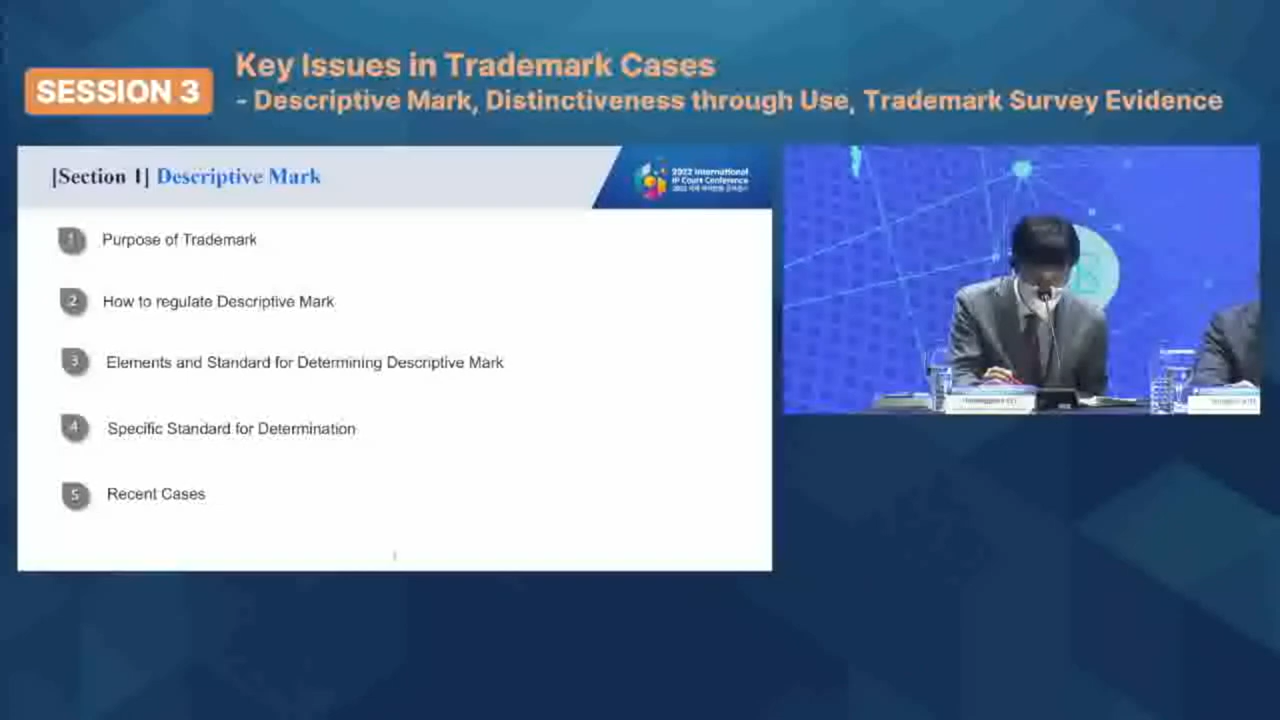 SESSION 3
Key Issues in Trademark Cases
- Descriptive Mark, Distinctiveness through Use, Trademark Survey Evidence
[Section 1] Descriptive Mark
2022 International
IP Court Conference
1 Purpose of Trademark
2 How to regulate Descriptive Mark
3 Elements and Standard for Determining Descriptive Mark
4 Specific Standard for Determination
5 Recent Cases